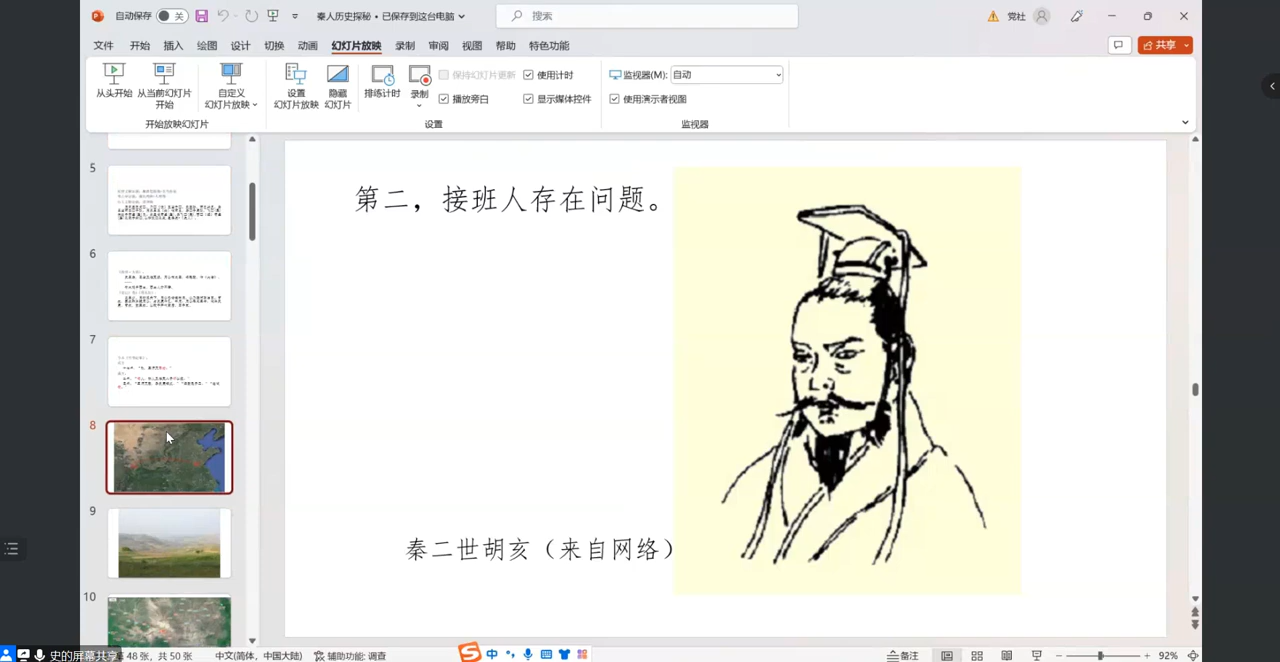 自动保存 关 秦人历史探秘 • 已保存到这台电脑 搜索 党社
文件 开始 插入 绘图 设计 切换 动画 幻灯片放映 录制 审阅 视图 帮助 特色功能 共享
从头开始 从当前幻灯片 开始 自定义 幻灯片放映 设置 幻灯片放映 隐藏 幻灯片 排练计时 录制
保持幻灯片更新 使用计时 监视器(M): 自动
播放旁白 显示媒体控件 使用演示者视图
开始放映幻灯片 设置 监视器
5
6
7
8
9
10
第二，接班人存在问题。
秦二世胡亥（来自网络）
史的屏幕共享 48 张，共 50 张 中文(简体，中国大陆) 辅助功能: 调查 中 备注 92%